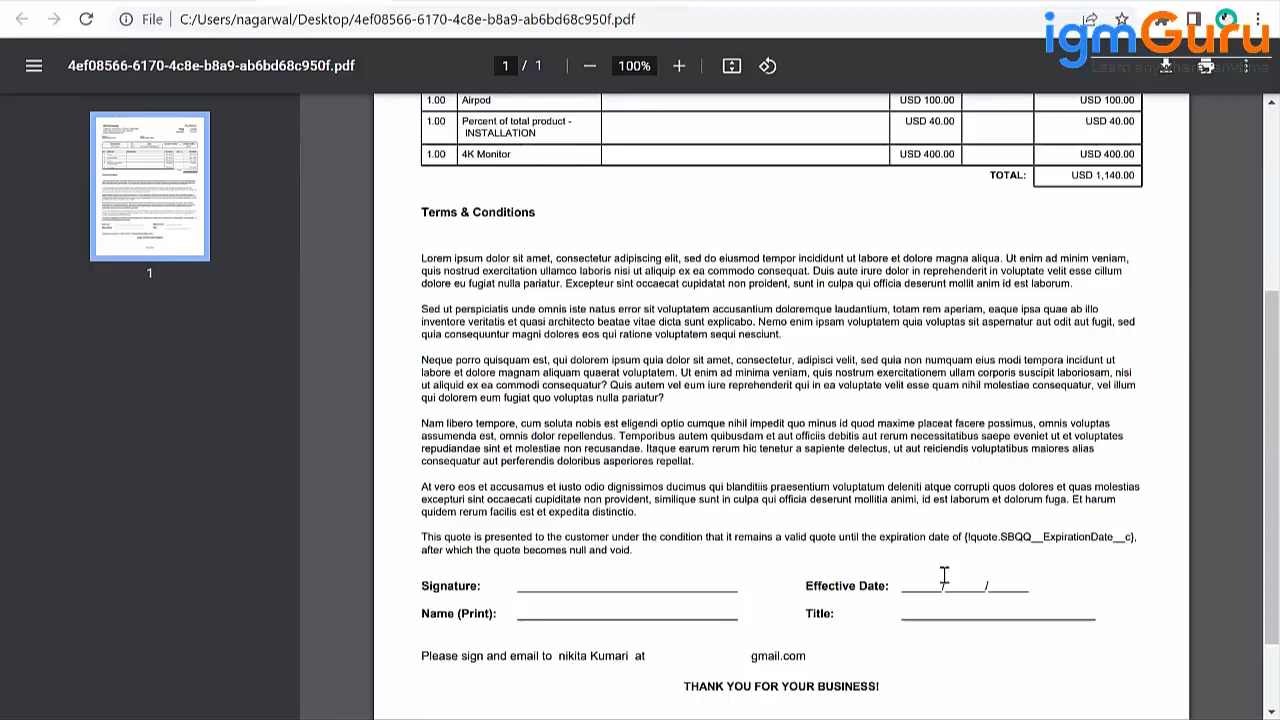 File C:/Users/nagarwal/Desktop/4ef08566-6170-4c8e-b8a9-ab6bd68c950f.pdf
igmGuru
Learn anywhere anytime
4ef08566-6170-4c8e-b8a9-ab6bd68c950f.pdf 1 / 1 100%
1.00 Airpod USD 100.00 USD 100.00
1.00 Percent of total product - USD 40.00 USD 40.00
INSTALLATION
1.00 4K Monitor USD 400.00 USD 400.00
TOTAL: USD 1,140.00
1
Terms & Conditions
Lorem ipsum dolor sit amet, consectetur adipiscing elit, sed do eiusmod tempor incididunt ut labore et dolore magna aliqua. Ut enim ad minim veniam,
quis nostrud exercitation ullamco laboris nisi ut aliquip ex ea commodo consequat. Duis aute irure dolor in reprehenderit in voluptate velit esse cillum
dolore eu fugiat nulla pariatur. Excepteur sint occaecat cupidatat non proident, sunt in culpa qui officia deserunt mollit anim id est laborum.
Sed ut perspiciatis unde omnis iste natus error sit voluptatem accusantium doloremque laudantium, totam rem aperiam, eaque ipsa quae ab illo
inventore veritatis et quasi architecto beatae vitae dicta sunt explicabo. Nemo enim ipsam voluptatem quia voluptas sit aspernatur aut odit aut fugit, sed
quia consequuntur magni dolores eos qui ratione voluptatem sequi nesciunt.
Neque porro quisquam est, qui dolorem ipsum quia dolor sit amet, consectetur, adipisci velit, sed quia non numquam eius modi tempora incidunt ut
labore et dolore magnam aliquam quaerat voluptatem. Ut enim ad minima veniam, quis nostrum exercitationem ullam corporis suscipit laboriosam, nisi
ut aliquid ex ea commodi consequatur? Quis autem vel eum iure reprehenderit qui in ea voluptate velit esse quam nihil molestiae consequatur, vel illum
qui dolorem eum fugiat quo voluptas nulla pariatur?
Nam libero tempore, cum soluta nobis est eligendi optio cumque nihil impedit quo minus id quod maxime placeat facere possimus, omnis voluptas
assumenda est, omnis dolor repellendus. Temporibus autem quibusdam et aut officiis debitis aut rerum necessitatibus saepe eveniet ut et voluptates
repudiandae sint et molestiae non recusandae. Itaque earum rerum hic tenetur a sapiente delectus, ut aut reiciendis voluptatibus maiores alias
consequatur aut perferendis doloribus asperiores repellat.
At vero eos et accusamus et iusto odio dignissimos ducimus qui blanditiis praesentium voluptatum deleniti atque corrupti quos dolores et quas molestias
excepturi sint occaecati cupiditate non provident, similique sunt in culpa qui officia deserunt mollitia animi, id est laborum et dolorum fuga. Et harum
quidem rerum facilis est et expedita distinctio.
This quote is presented to the customer under the condition that it remains a valid quote until the expiration date of {!quote.SBQQ__ExpirationDate__c},
after which the quote becomes null and void.
Signature: Effective Date: / /
Name (Print): Title:
Please sign and email to nikita Kumari at gmail.com
THANK YOU FOR YOUR BUSINESS!